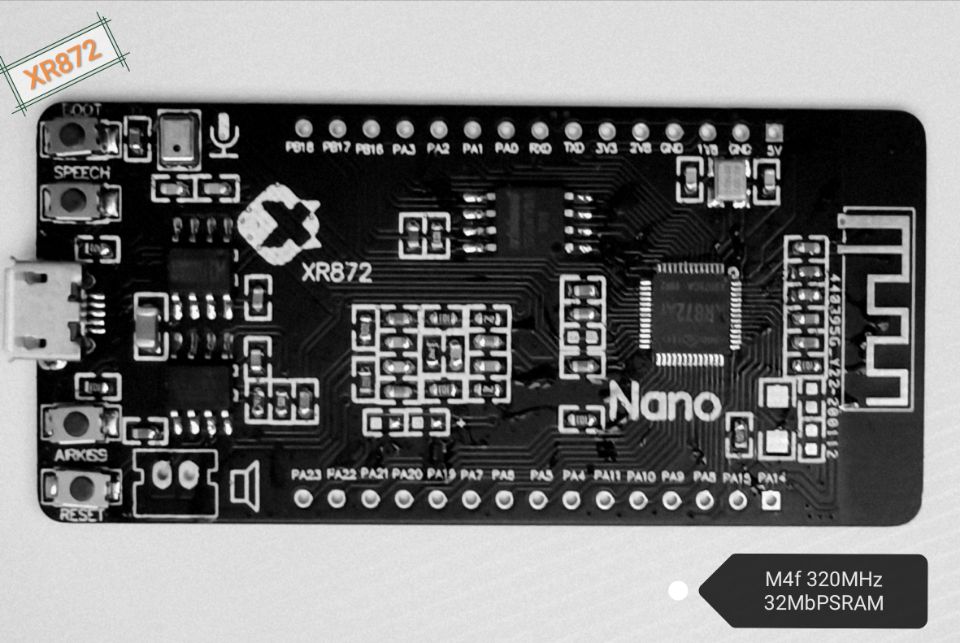 XR872
BOOT
SPEECH
PB18 PB17 PB16 PA3 PA2 PA1 PA0 RXD TXD 3V3 2V8 GND 1V8 GND 5V
XR872
Nano
AIRKISS
RESET
PA23 PA22 PA21 PA20 PA19 PA7 PA6 PA5 PA4 PA11 PA10 PA9 PA8 PA15 PA14
M4f 320MHz
32MbPSRAM